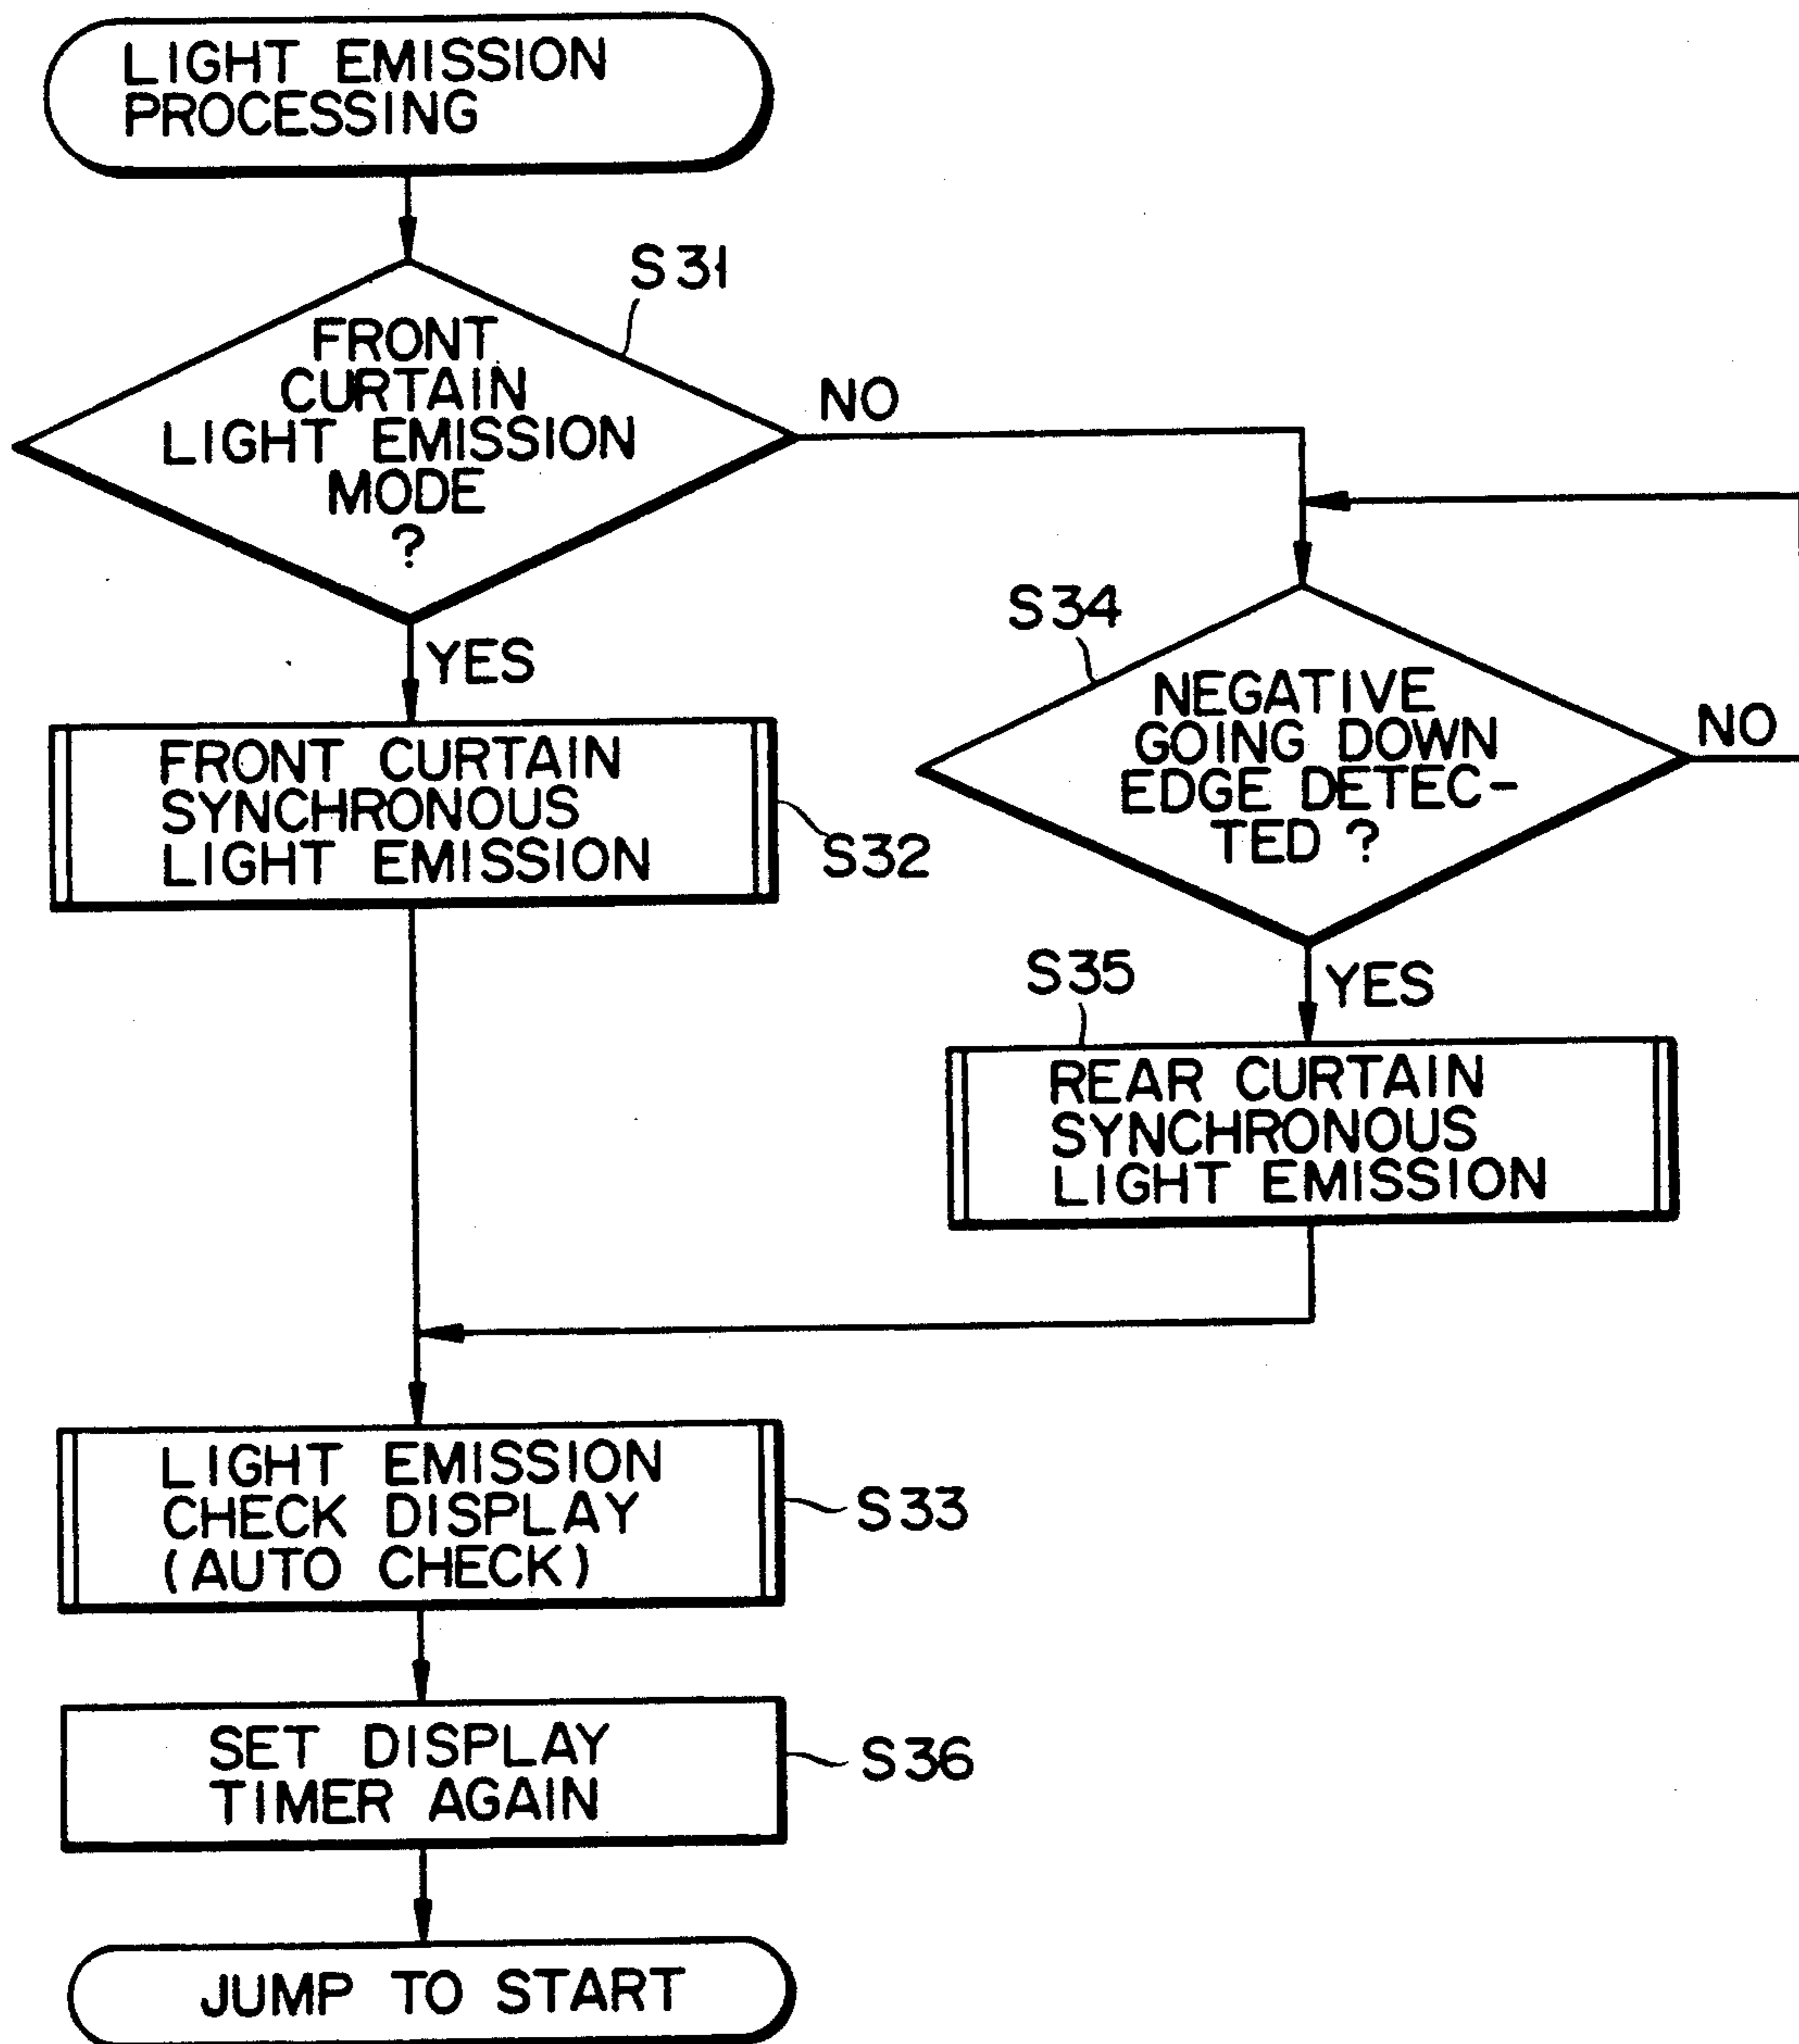 LIGHT EMISSION
PROCESSING
S31
FRONT
CURTAIN
LIGHT EMISSION
MODE
?
NO
YES
FRONT CURTAIN
SYNCHRONOUS
LIGHT EMISSION
S32
S34
NEGATIVE
GOING DOWN
EDGE DETEC-
TED ?
NO
YES
S35
REAR CURTAIN
SYNCHRONOUS
LIGHT EMISSION
LIGHT EMISSION
CHECK DISPLAY
(AUTO CHECK)
S33
SET DISPLAY
TIMER AGAIN
S36
JUMP TO START